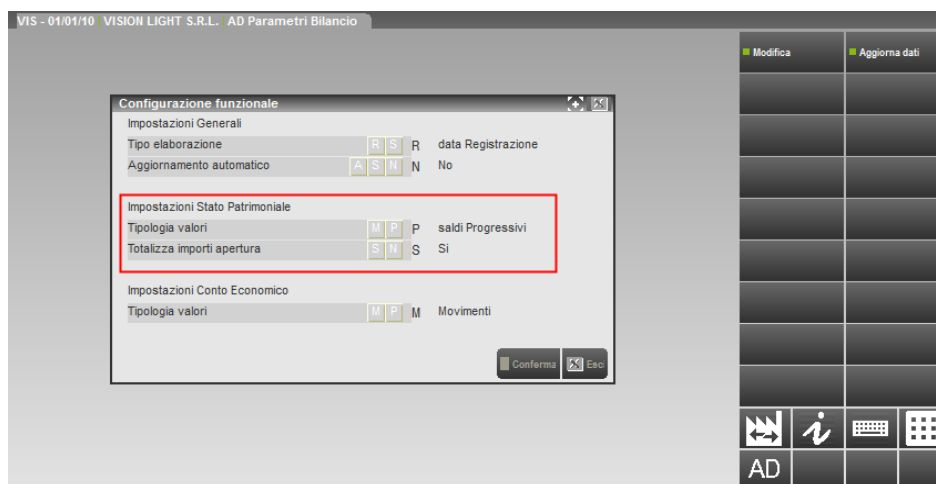 VIS - 01/01/10 VISION LIGHT S.R.L. AD Parametri Bilancio
Modifica
Aggiorna dati
Configurazione funzionale
Impostazioni Generali
Tipo elaborazione R S R data Registrazione
Aggiornamento automatico A S N N No
Impostazioni Stato Patrimoniale
Tipologia valori M P P saldi Progressivi
Totalizza importi apertura S N S Si
Impostazioni Conto Economico
Tipologia valori M P M Movimenti
Conferma Esci
i
AD